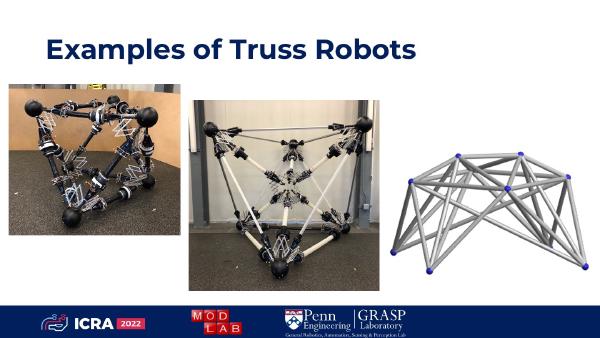 Examples of Truss Robots
ICRA 2022
MOD
LAB
Penn
Engineering
GRASP
Laboratory
General Robotics, Automation, Sensing & Perception Lab